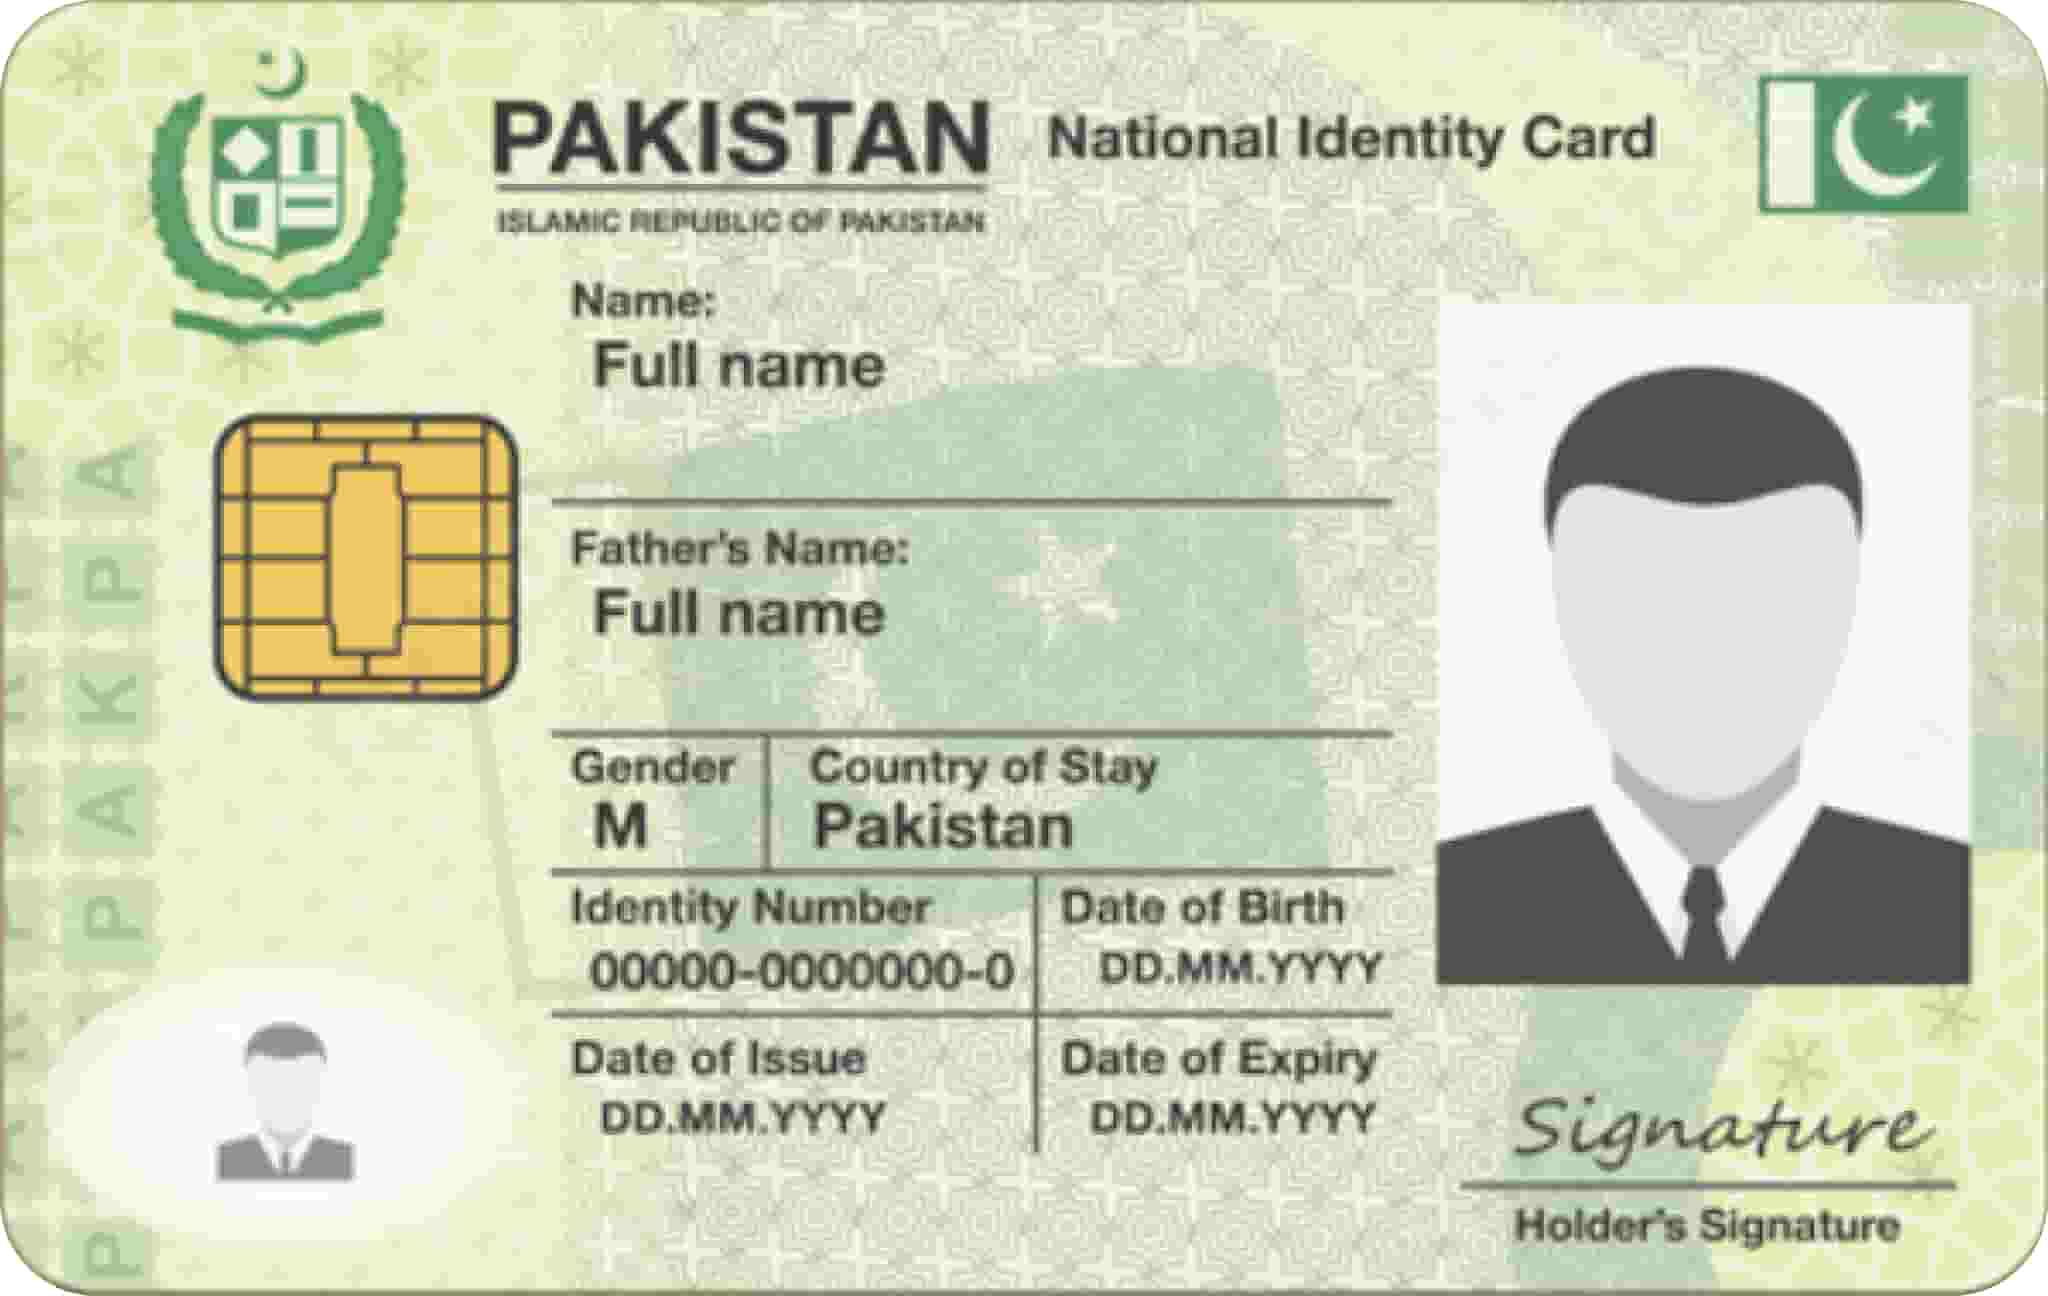 PAKISTAN National Identity Card
ISLAMIC REPUBLIC OF PAKISTAN
Name:
Full name
Father's Name:
Full name
Gender Country of Stay
M Pakistan
Identity Number Date of Birth
00000-0000000-0 DD.MM.YYYY
Date of Issue Date of Expiry
DD.MM.YYYY DD.MM.YYYY
Signature
Holder's Signature
PAKPAKIPA